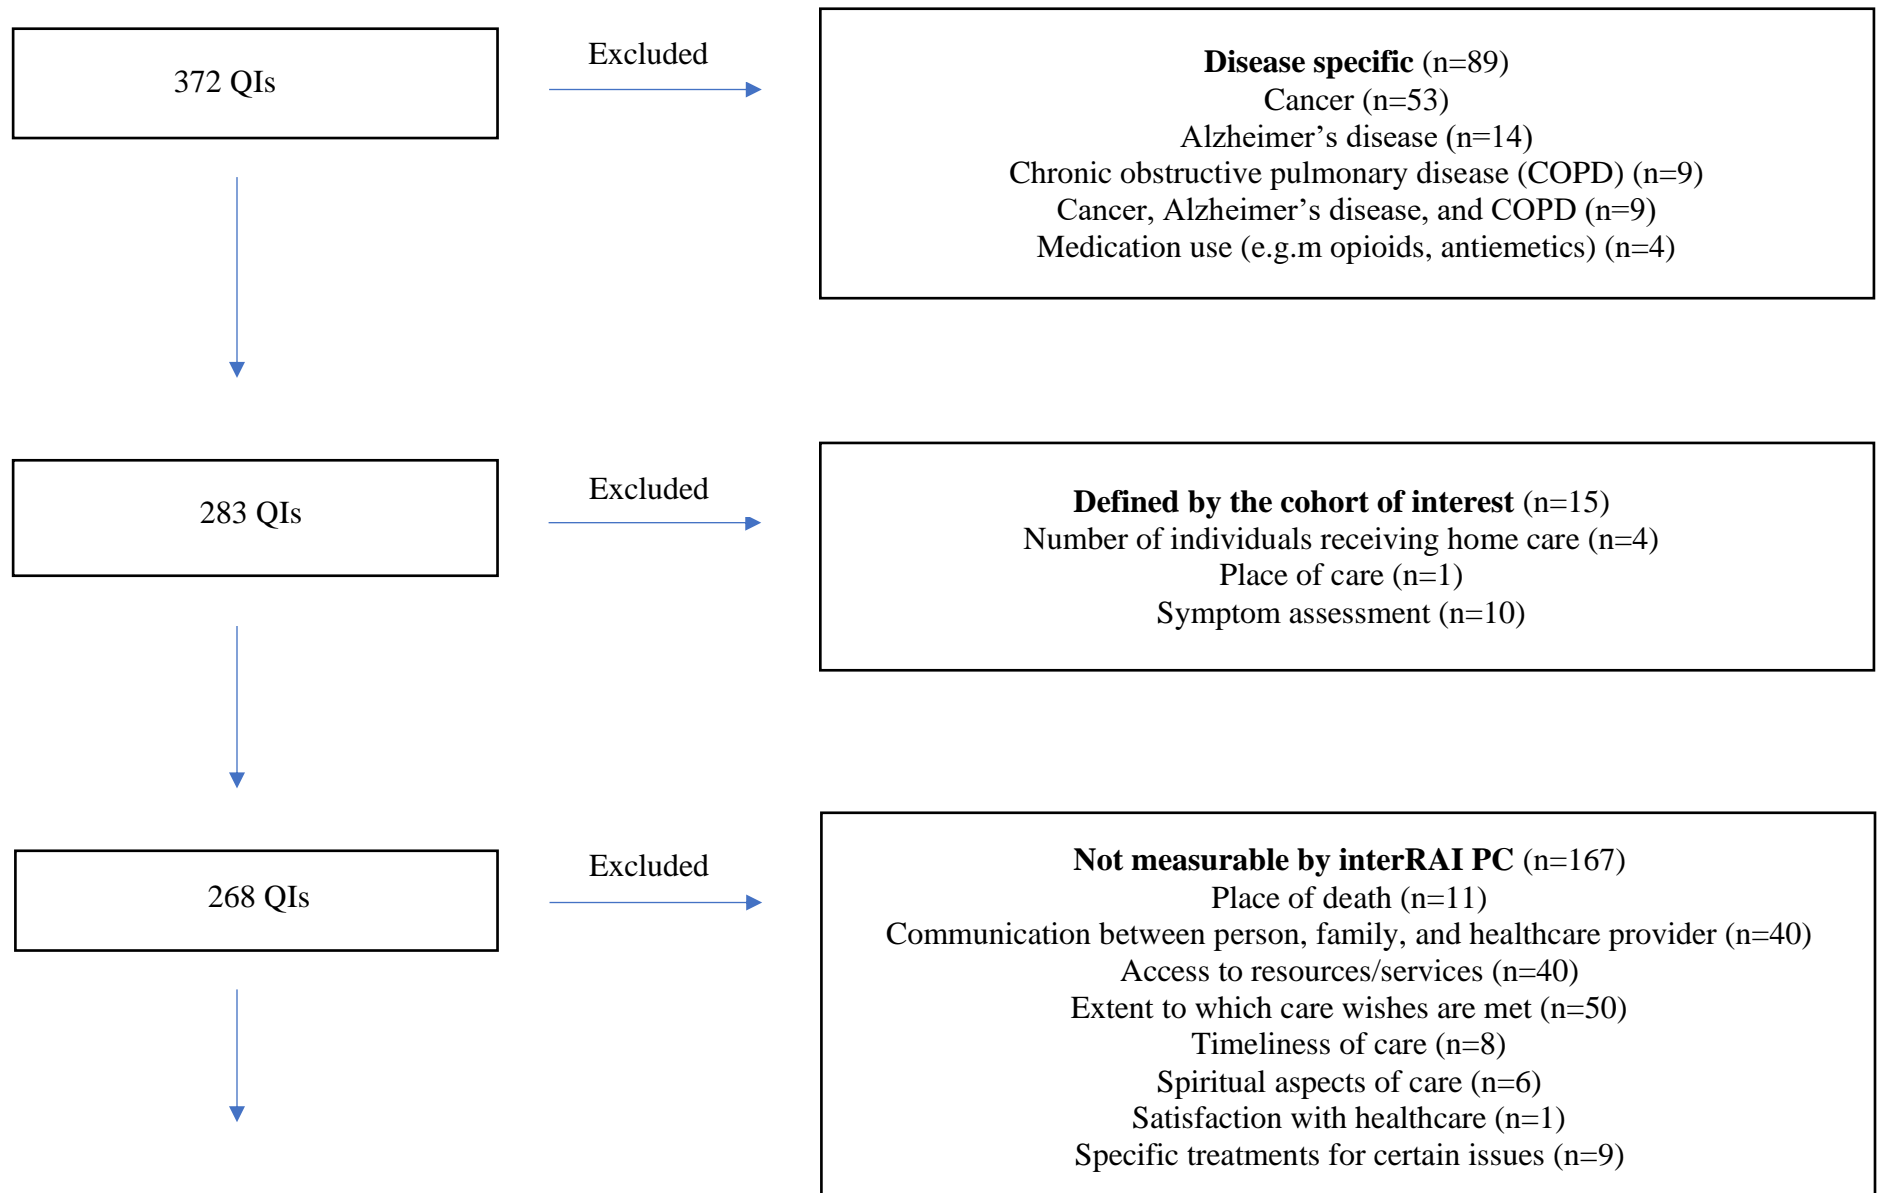 372 QIs
Excluded
Disease specific (n=89)
Cancer (n=53)
Alzheimer’s disease (n=14)
Chronic obstructive pulmonary disease (COPD) (n=9)
Cancer, Alzheimer’s disease, and COPD (n=9)
Medication use (e.g.m opioids, antiemetics) (n=4)
283 QIs
Excluded
Defined by the cohort of interest (n=15)
Number of individuals receiving home care (n=4)
Place of care (n=1)
Symptom assessment (n=10)
268 QIs
Excluded
Not measurable by interRAI PC (n=167)
Place of death (n=11)
Communication between person, family, and healthcare provider (n=40)
Access to resources/services (n=40)
Extent to which care wishes are met (n=50)
Timeliness of care (n=8)
Spiritual aspects of care (n=6)
Satisfaction with healthcare (n=1)
Specific treatments for certain issues (n=9)